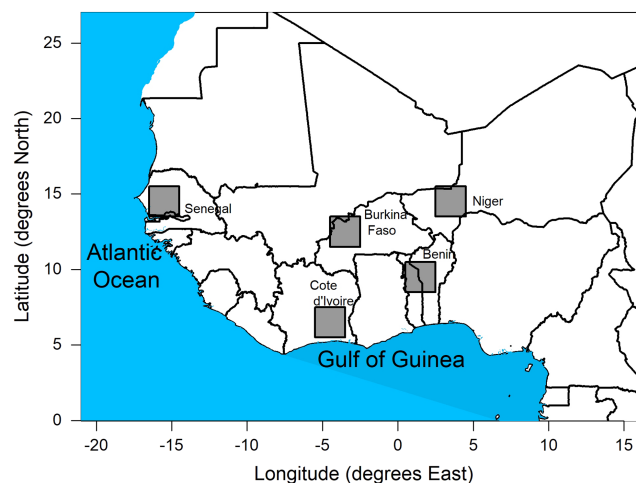 25
20
15
10
5
0
Latitude (degrees North)
Senegal
Burkina
Faso
Niger
Benin
Atlantic
Ocean
Cote
d'Ivoire
Gulf of Guinea
-20
-15
-10
-5
0
5
10
15
Longitude (degrees East)